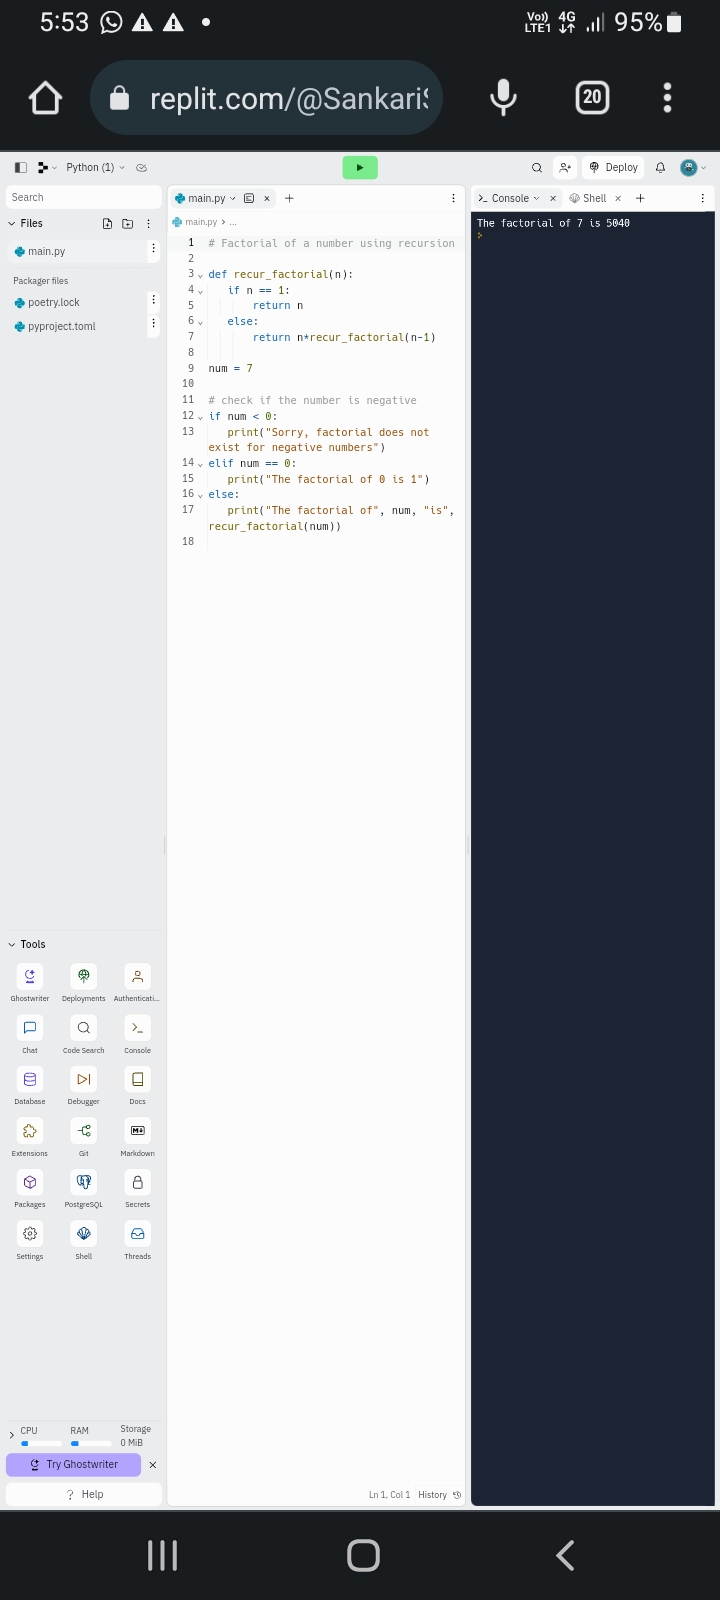 5:53
Vo)) 4G 95%
LTE1
replit.com/@SankariS
20
Python (1)
Deploy
Search
Files
main.py
Packager files
poetry.lock
pyproject.toml
main.py
main.py > ...
1 # Factorial of a number using recursion
2
3 def recur_factorial(n):
4 if n == 1:
5 return n
6 else:
7 return n*recur_factorial(n-1)
8
9 num = 7
10
11 # check if the number is negative
12 if num < 0:
13 print("Sorry, factorial does not
exist for negative numbers")
14 elif num == 0:
15 print("The factorial of 0 is 1")
16 else:
17 print("The factorial of", num, "is",
recur_factorial(num))
18
Console Shell
The factorial of 7 is 5040
Tools
Ghostwriter Deployments Authenticati...
Chat Code Search Console
Database Debugger Docs
Extensions Git Markdown
Packages PostgreSQL Secrets
Settings Shell Threads
CPU RAM Storage
0 MiB
Try Ghostwriter
? Help
Ln 1, Col 1 History